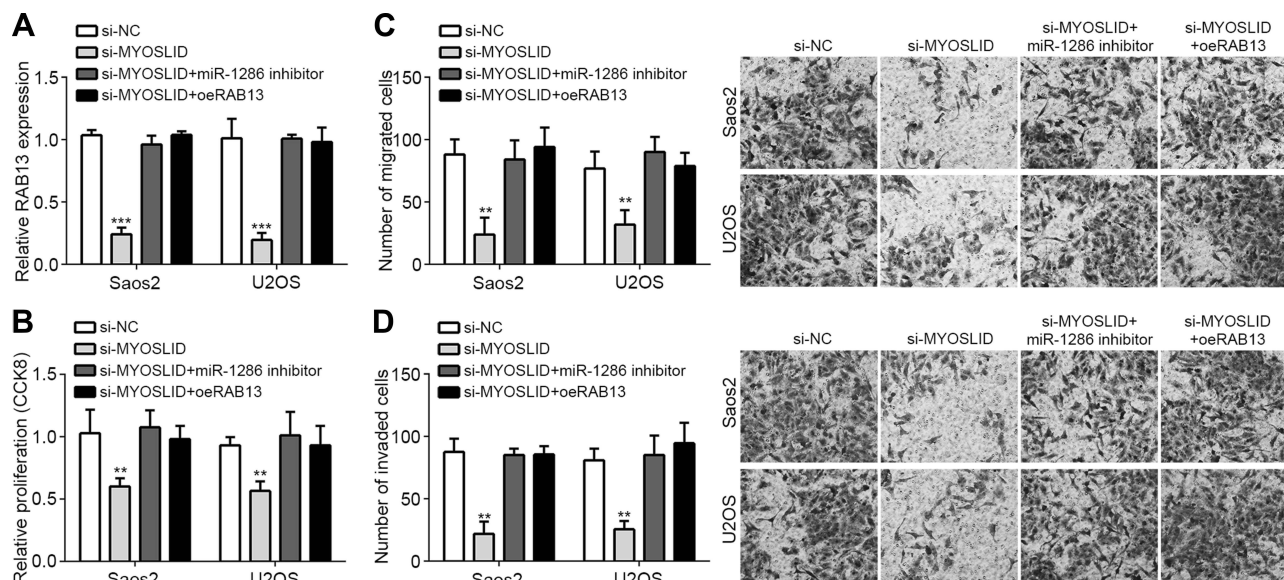 A
si-NC
si-MYOSLID
si-MYOSLID+miR-1286 inhibitor
si-MYOSLID+oeRAB13
Relative RAB13 expression
1.5
1.0
0.5
0.0
***
***
Saos2
U2OS
C
si-NC
si-MYOSLID
si-MYOSLID+miR-1286 inhibitor
si-MYOSLID+oeRAB13
Number of migrated cells
150
100
50
0
**
**
Saos2
U2OS
si-NC
si-MYOSLID
si-MYOSLID+
miR-1286 inhibitor
si-MYOSLID
+oeRAB13
Saos2
U2OS
B
si-NC
si-MYOSLID
si-MYOSLID+miR-1286 inhibitor
si-MYOSLID+oeRAB13
Relative proliferation (CCK8)
1.5
1.0
0.5
0.0
**
**
Saos2
U2OS
D
si-NC
si-MYOSLID
si-MYOSLID+miR-1286 inhibitor
si-MYOSLID+oeRAB13
Number of invaded cells
150
100
50
0
**
**
Saos2
U2OS
si-NC
si-MYOSLID
si-MYOSLID+
miR-1286 inhibitor
si-MYOSLID
+oeRAB13
Saos2
U2OS